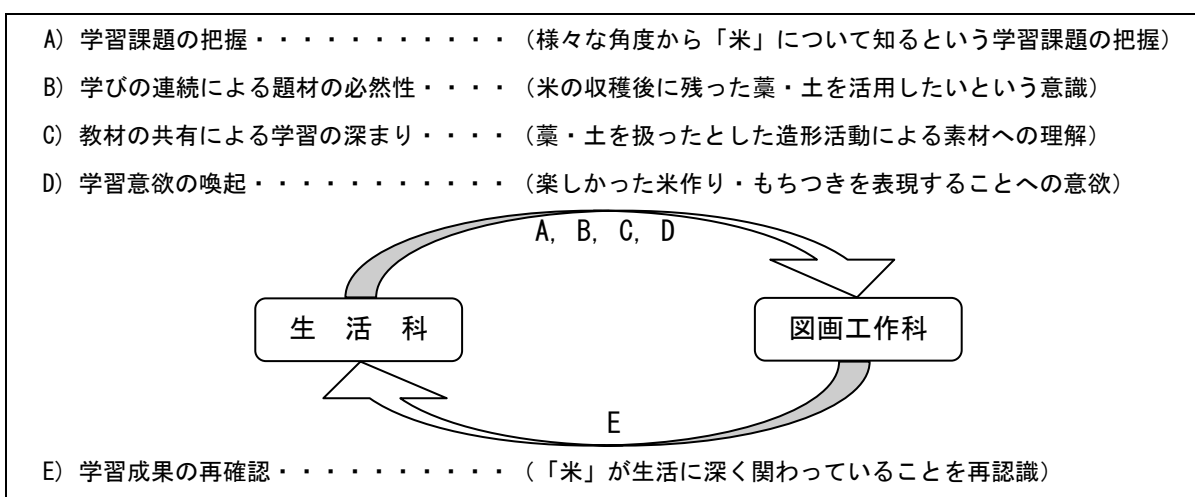 A) 学習課題の把握・・・・・・・・・・・(様々な角度から「米」について知るという学習課題の把握)
B) 学びの連続による題材の必然性・・・・(米の収穫後に残った藁・土を活用したいという意識)
C) 教材の共有による学習の深まり・・・・(藁・土を扱ったとした造形活動による素材への理解)
D) 学習意欲の喚起・・・・・・・・・・・(楽しかった米作り・もちつきを表現することへの意欲)
A, B, C, D
生 活 科
図画工作科
E
E) 学習成果の再確認・・・・・・・・・・(「米」が生活に深く関わっていることを再認識)